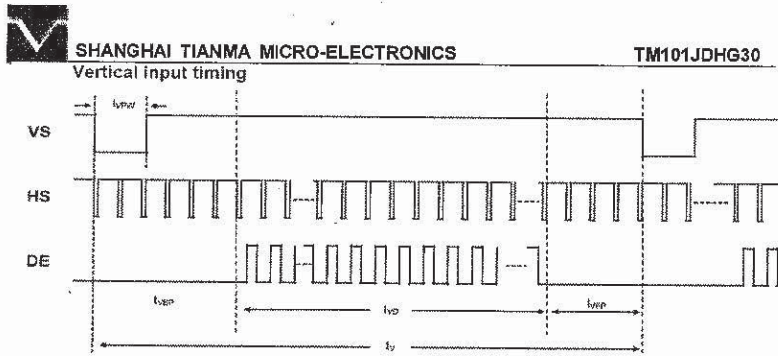 SHANGHAI TIANMA MICRO-ELECTRONICS TM101JDHG30
Vertical input timing
tVPW
VS
HS
DE
tVBP tVD tVFP
tV